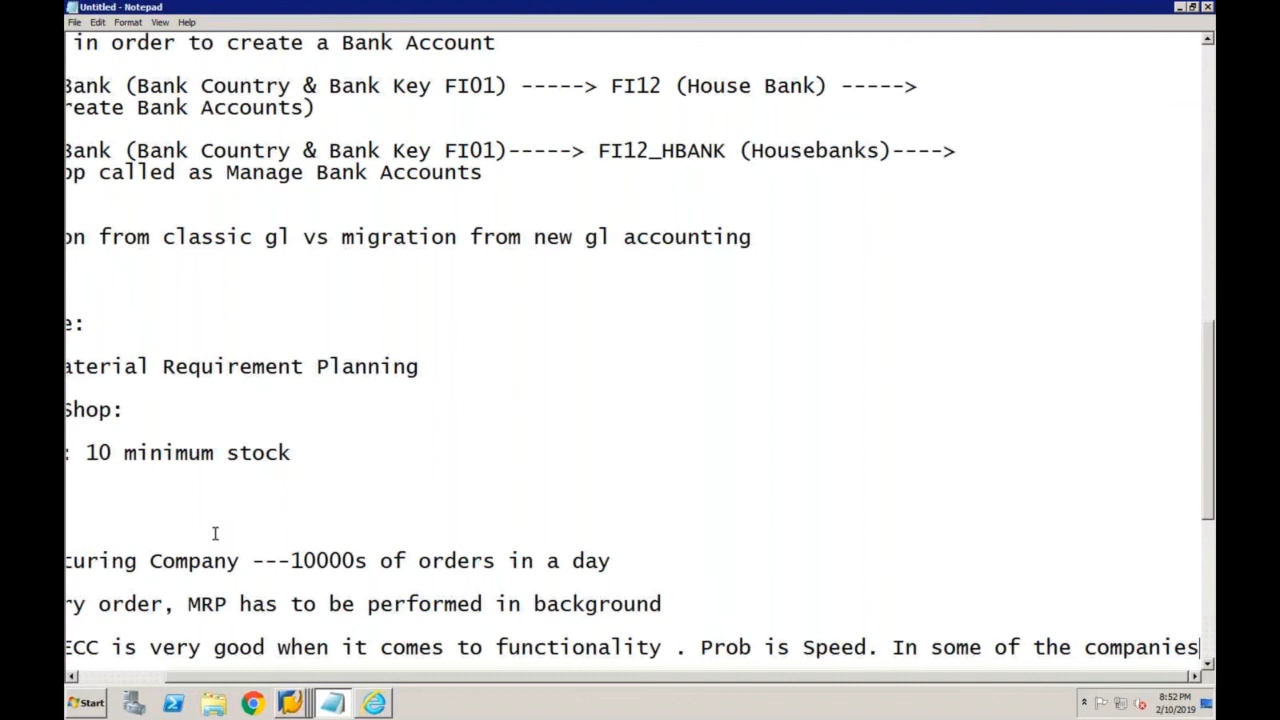 Untitled - Notepad
File Edit Format View Help
in order to create a Bank Account
Bank (Bank Country & Bank Key FI01) -----> FI12 (House Bank) ----->
reate Bank Accounts)
Bank (Bank Country & Bank Key FI01)-----> FI12_HBANK (Housebanks)---->
pp called as Manage Bank Accounts
on from classic gl vs migration from new gl accounting
e:
aterial Requirement Planning
Shop:
: 10 minimum stock
turing Company ---10000s of orders in a day
ry order, MRP has to be performed in background
ECC is very good when it comes to functionality . Prob is Speed. In some of the companies
Start
8:52 PM
2/10/2019